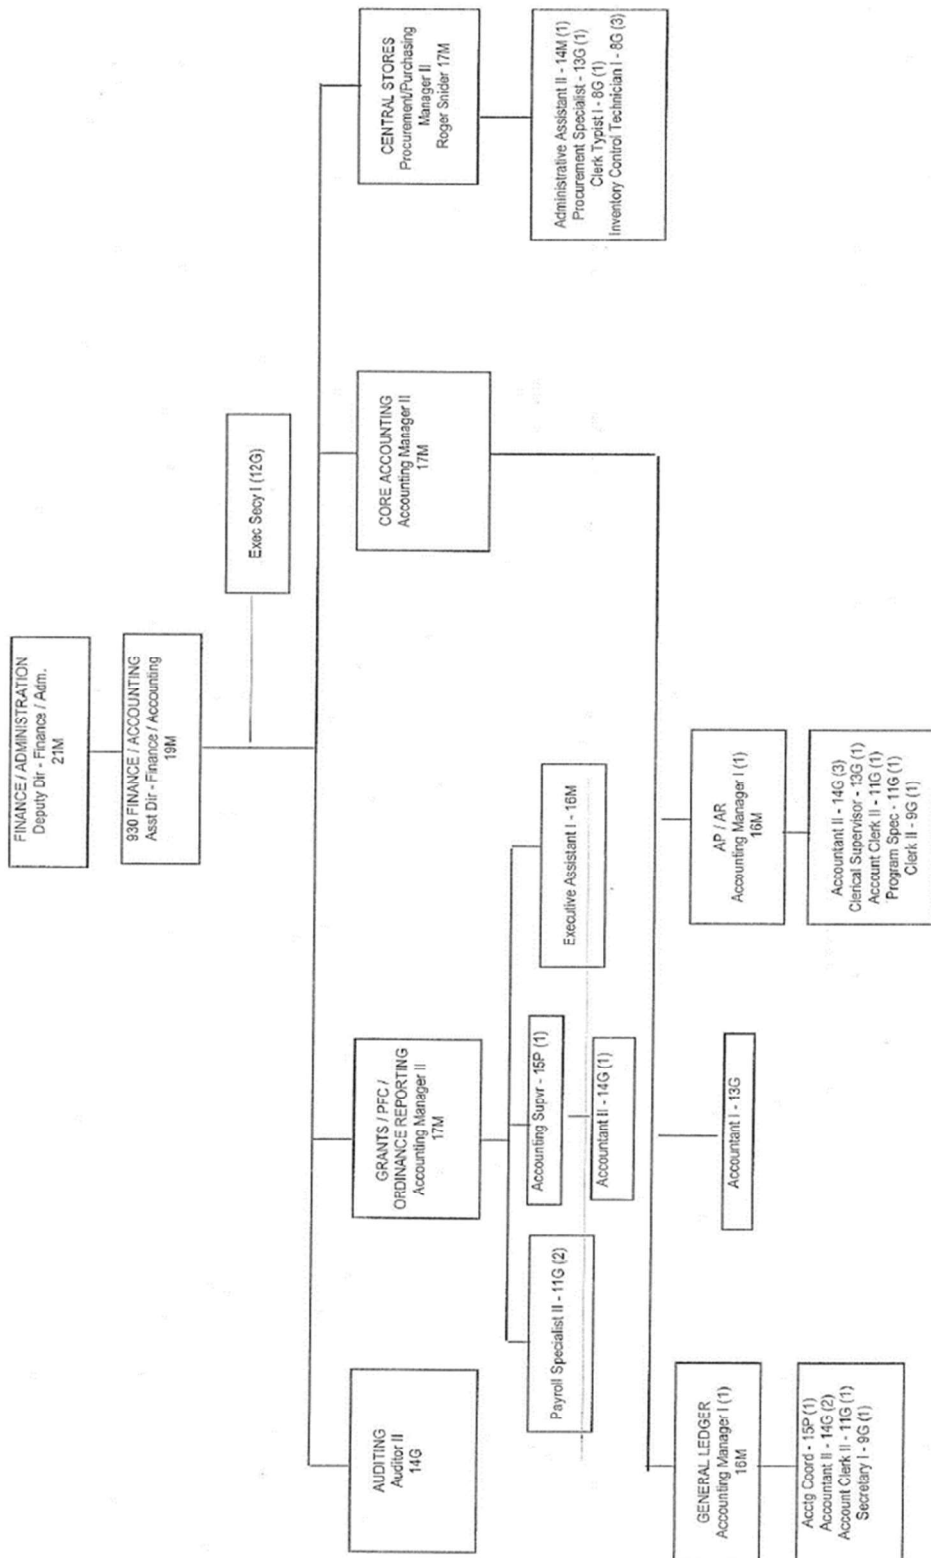 FINANCE / ADMINISTRATION
Deputy Dir - Finance / Adm.
21M
930 FINANCE / ACCOUNTING
Asst Dir - Finance / Accounting
19M
Exec Secy I (12G)
AUDITING
Auditor II
14G
GRANTS / PFC /
ORDINANCE REPORTING
Accounting Manager II
17M
CORE ACCOUNTING
Accounting Manager II
17M
CENTRAL STORES
Procurement/Purchasing
Manager II
Roger Snider 17M
Payroll Specialist II - 11G (2)
Accounting Supvr - 15P (1)
Executive Assistant I - 16M
Accountant II - 14G (1)
Administrative Assistant II - 14M (1)
Procurement Specialist - 13G (1)
Clerk Typist I - 8G (1)
Inventory Control Technician I - 8G (3)
GENERAL LEDGER
Accounting Manager I (1)
16M
Accountant I - 13G
AP / AR
Accounting Manager I (1)
16M
Acctg Coord - 15P (1)
Accountant II - 14G (2)
Account Clerk II - 11G (1)
Secretary I - 9G (1)
Accountant II - 14G (3)
Clerical Supervisor - 13G (1)
Account Clerk II - 11G (1)
Program Spec - 11G (1)
Clerk II - 9G (1)